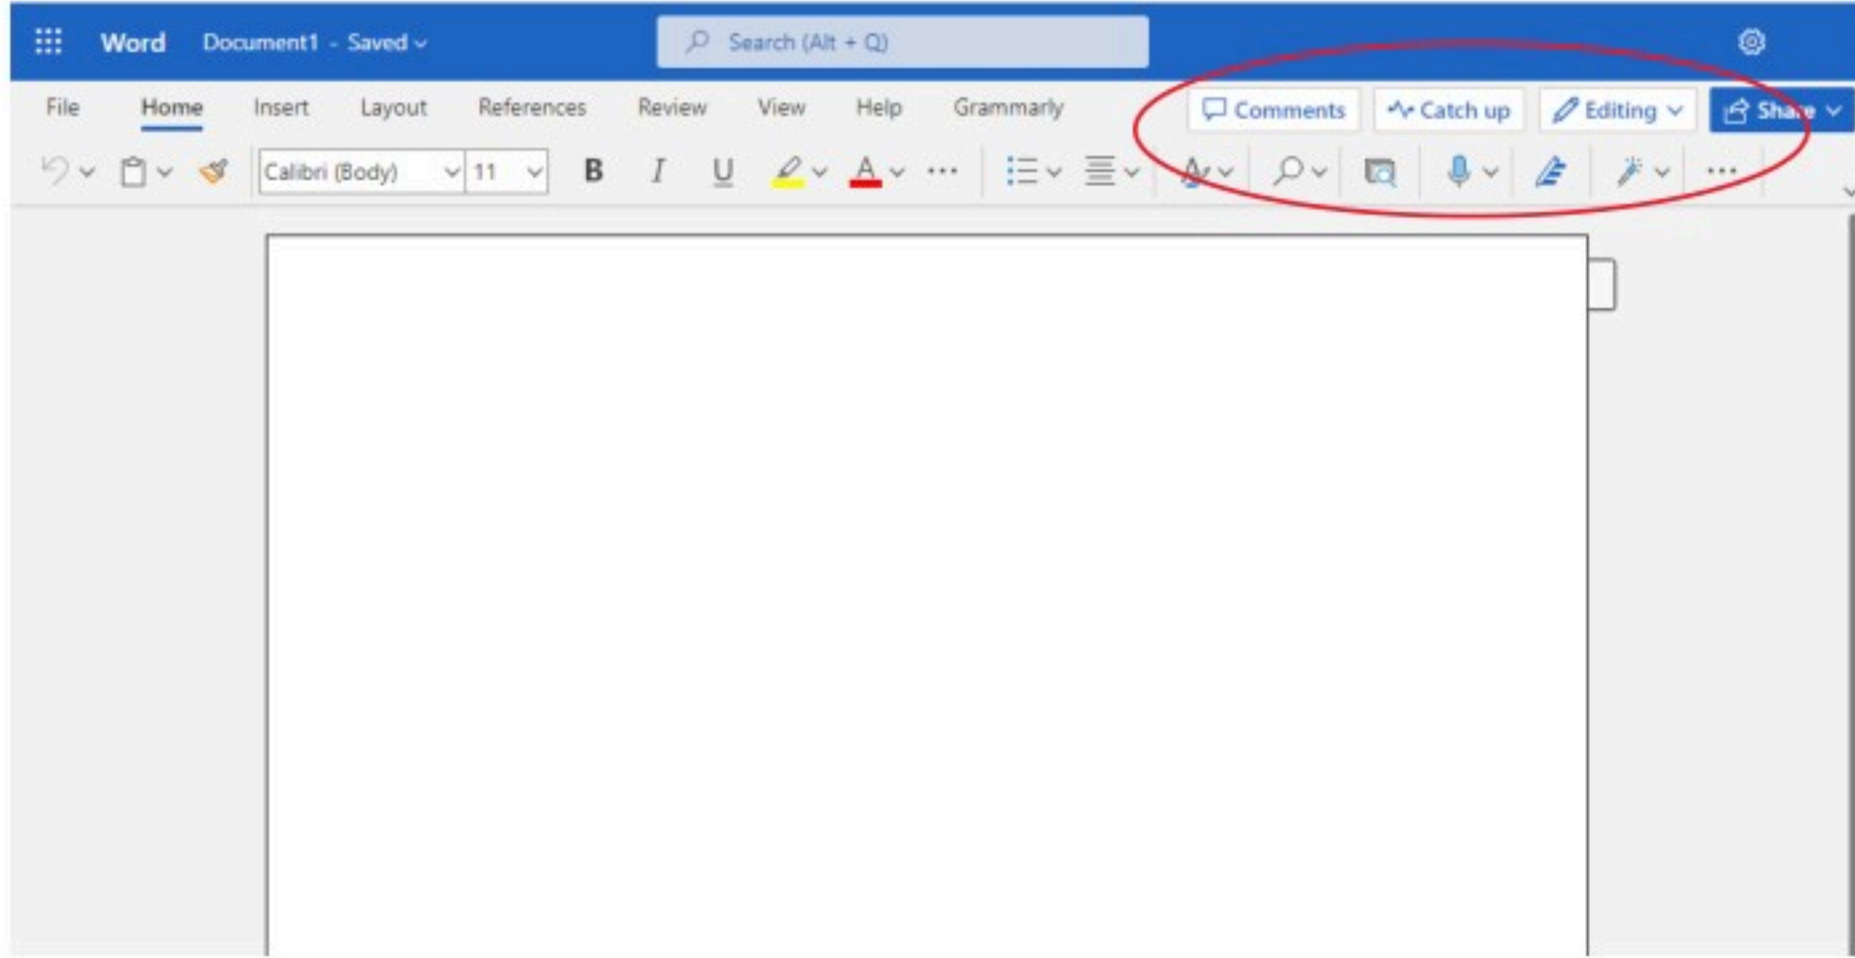 Word Document1 - Saved Search (Alt + Q)
File Home Insert Layout References Review View Help Grammarly Comments Catch up Editing Share
Calibri (Body) 11 B I U A